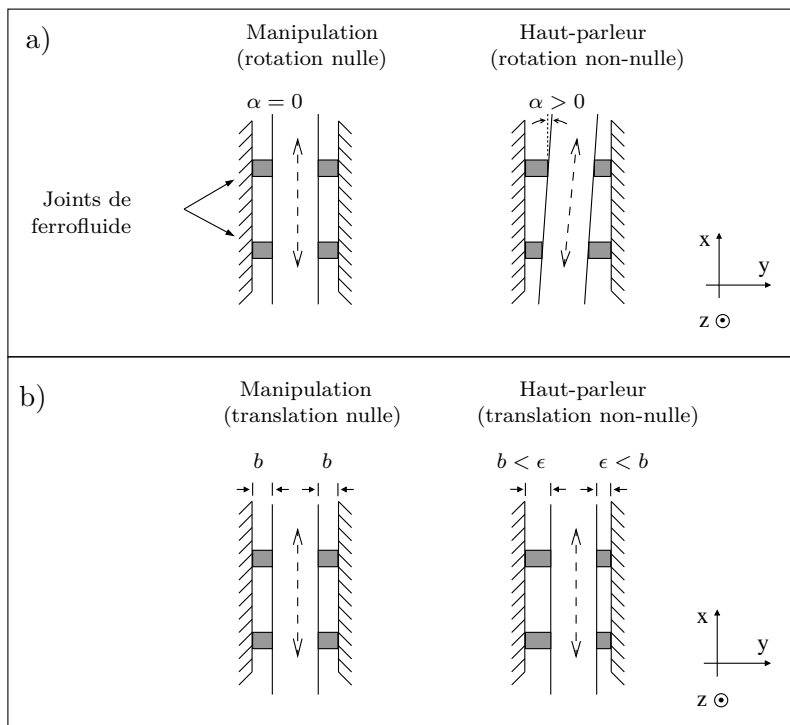 a)
Manipulation
(rotation nulle)
Haut-parleur
(rotation non-nulle)
α = 0
α > 0
Joints de
ferrofluide
x
y
z
b)
Manipulation
(translation nulle)
Haut-parleur
(translation non-nulle)
b
b
b < ϵ
ϵ < b
x
y
z